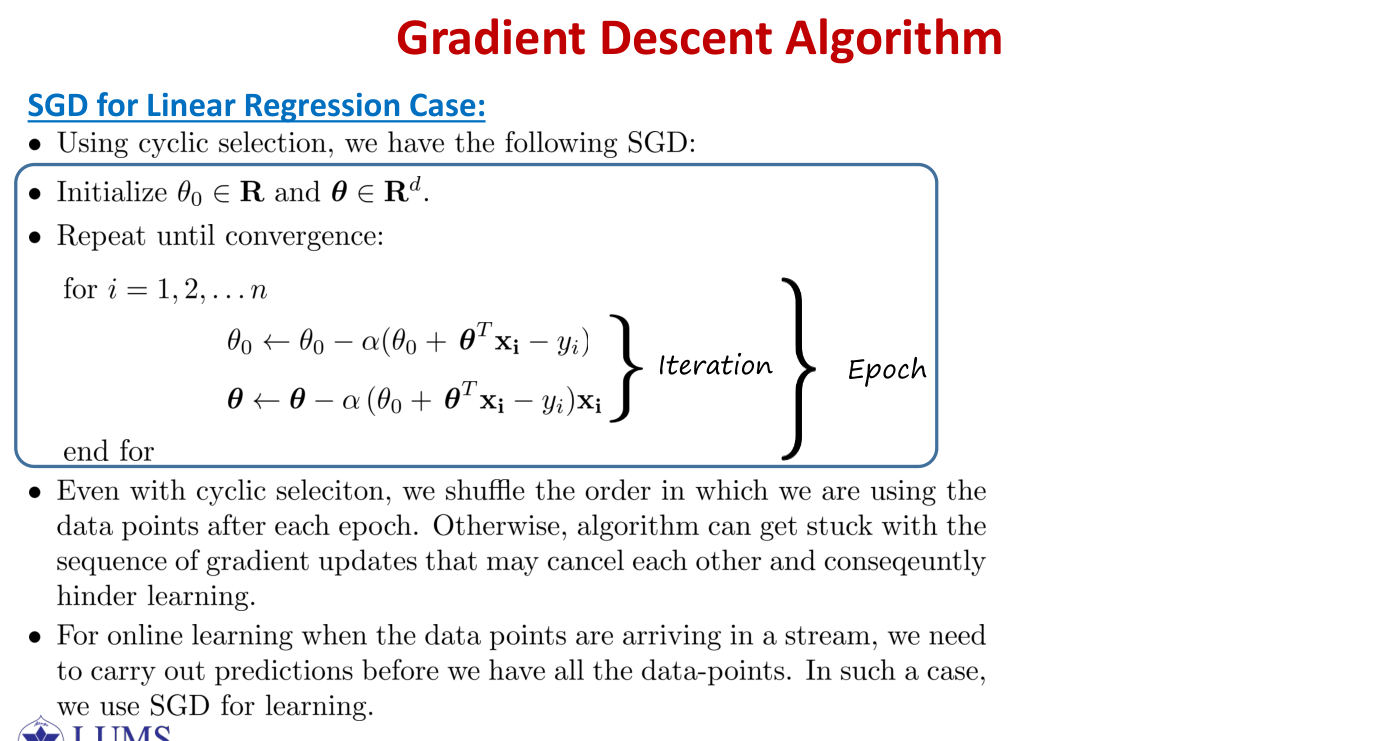 Gradient Descent Algorithm
SGD for Linear Regression Case:
• Using cyclic selection, we have the following SGD:
• Initialize θ₀ ∈ R and θ ∈ Rᵈ.
• Repeat until convergence:
for i = 1, 2, . . . n
θ₀ ← θ₀ − α(θ₀ + θᵀxᵢ − yᵢ)
θ ← θ − α (θ₀ + θᵀxᵢ − yᵢ)xᵢ
Iteration
Epoch
end for
• Even with cyclic seleciton, we shuffle the order in which we are using the
data points after each epoch. Otherwise, algorithm can get stuck with the
sequence of gradient updates that may cancel each other and conseqeuntly
hinder learning.
• For online learning when the data points are arriving in a stream, we need
to carry out predictions before we have all the data-points. In such a case,
we use SGD for learning.
LUMS